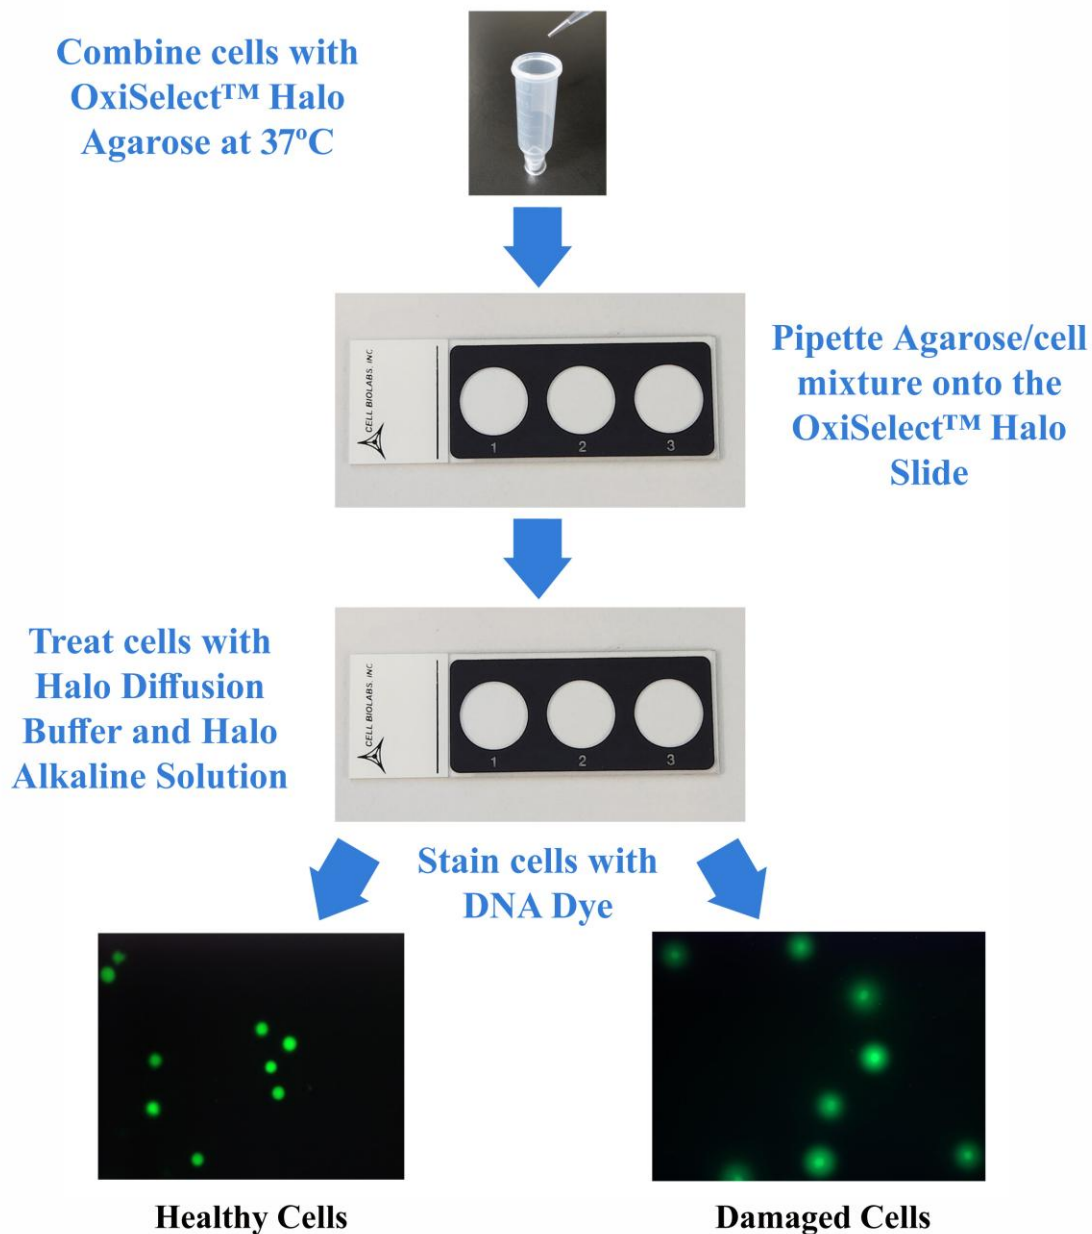 Combine cells with
OxiSelect™ Halo
Agarose at 37ºC
CELL BIOLABS, INC
1 2 3
Pipette Agarose/cell
mixture onto the
OxiSelect™ Halo
Slide
Treat cells with
Halo Diffusion
Buffer and Halo
Alkaline Solution
CELL BIOLABS, INC
1 2 3
Stain cells with
DNA Dye
Healthy Cells
Damaged Cells